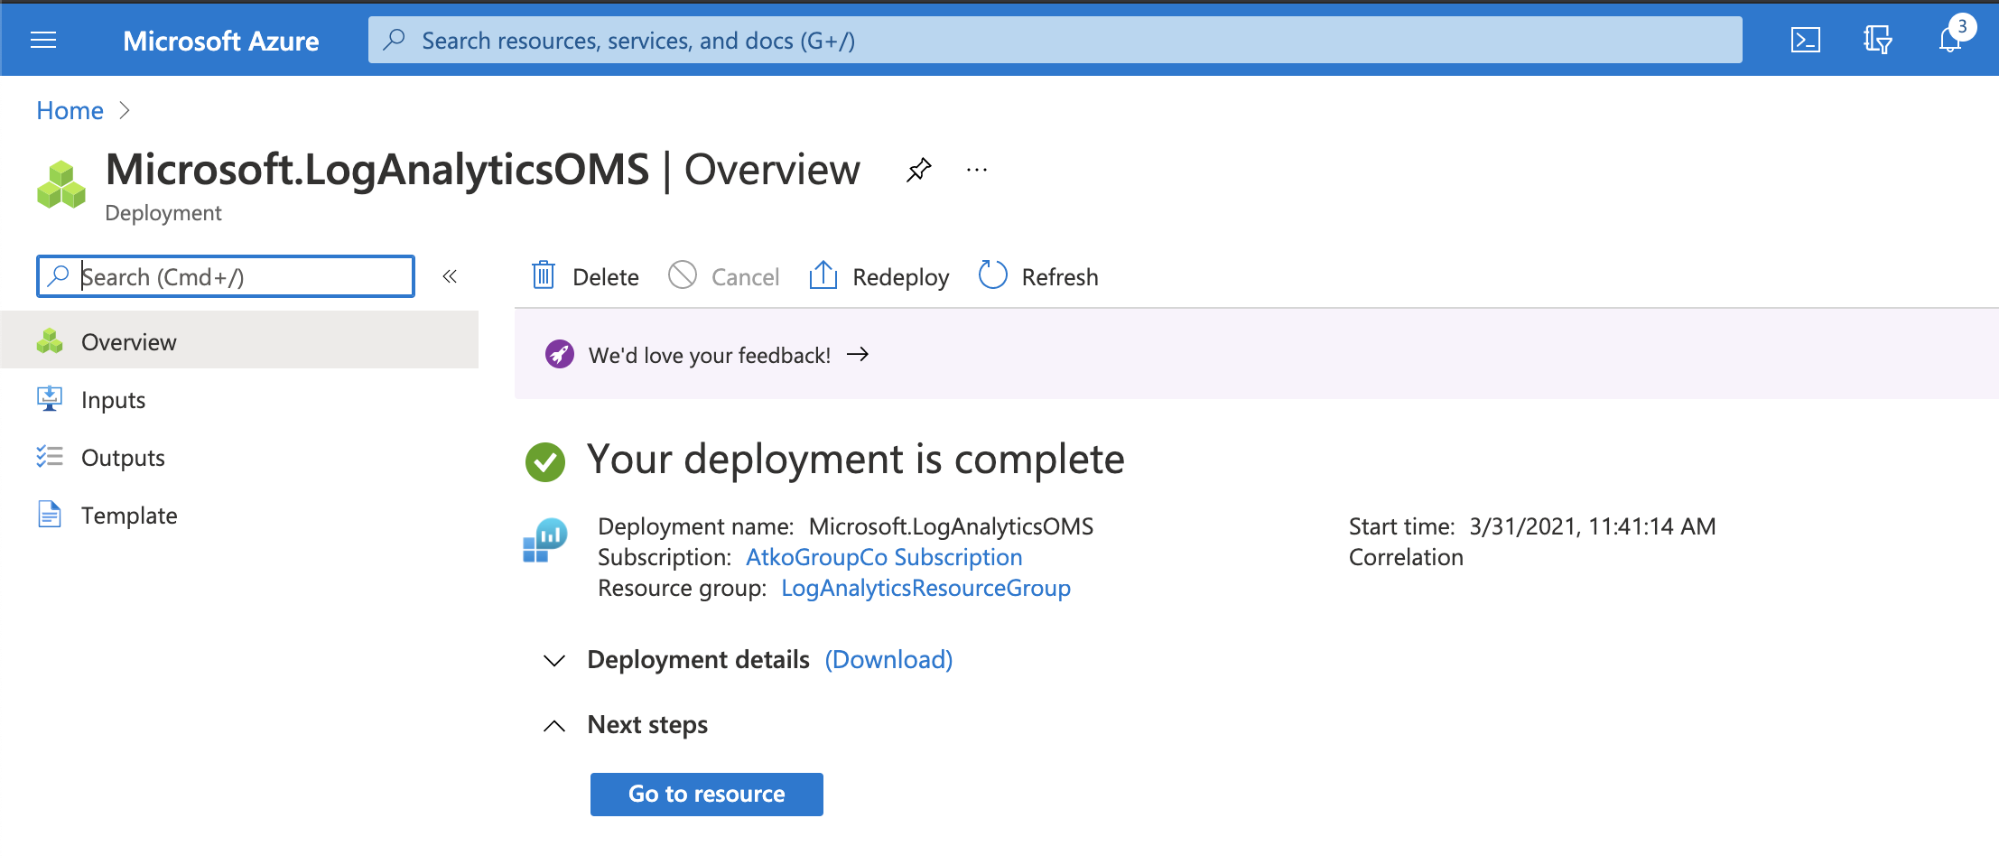 Microsoft Azure
Search resources, services, and docs (G+/)
3
Home
Microsoft.LogAnalyticsOMS | Overview
Deployment
Search (Cmd+/)
Delete
Cancel
Redeploy
Refresh
Overview
Inputs
Outputs
Template
We'd love your feedback!
Your deployment is complete
Deployment name: Microsoft.LogAnalyticsOMS
Subscription: AtkoGroupCo Subscription
Resource group: LogAnalyticsResourceGroup
Start time: 3/31/2021, 11:41:14 AM
Correlation
Deployment details (Download)
Next steps
Go to resource